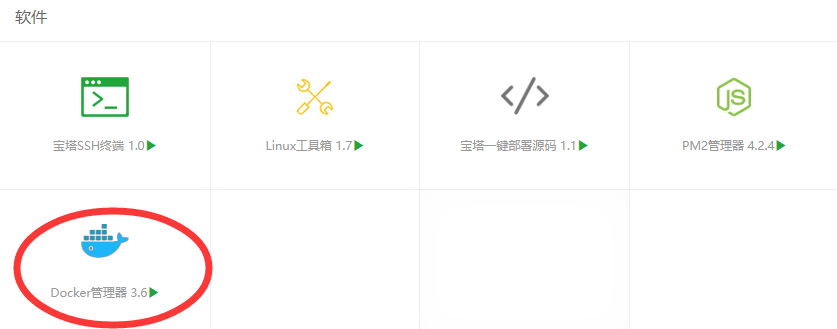 软件
宝塔SSH终端 1.0
Linux工具箱 1.7
宝塔一键部署源码 1.1
PM2管理器 4.2.4
JS
Docker管理器 3.6